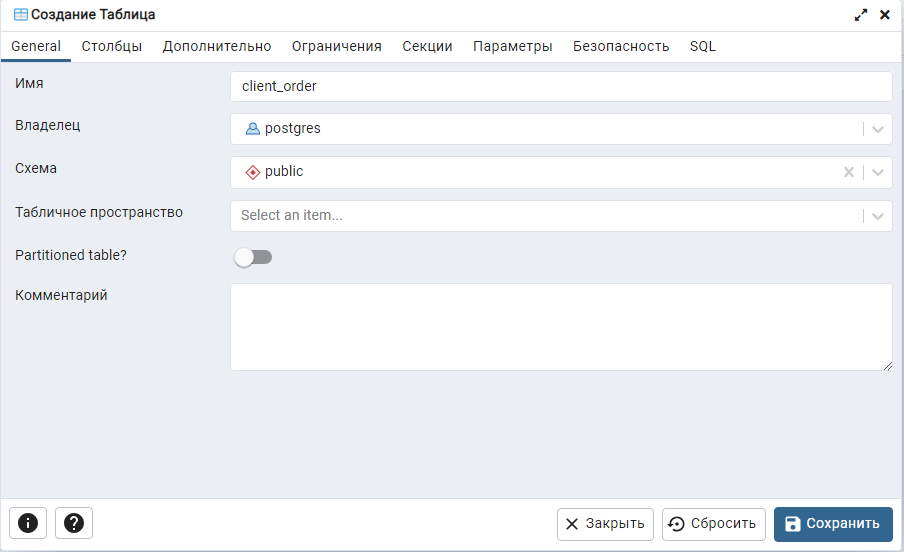 Создание Таблица
General Столбцы Дополнительно Ограничения Секции Параметры Безопасность SQL
Имя client_order
Владелец postgres
Схема public
Табличное пространство Select an item...
Partitioned table?
Комментарий
Закрыть Сбросить Сохранить